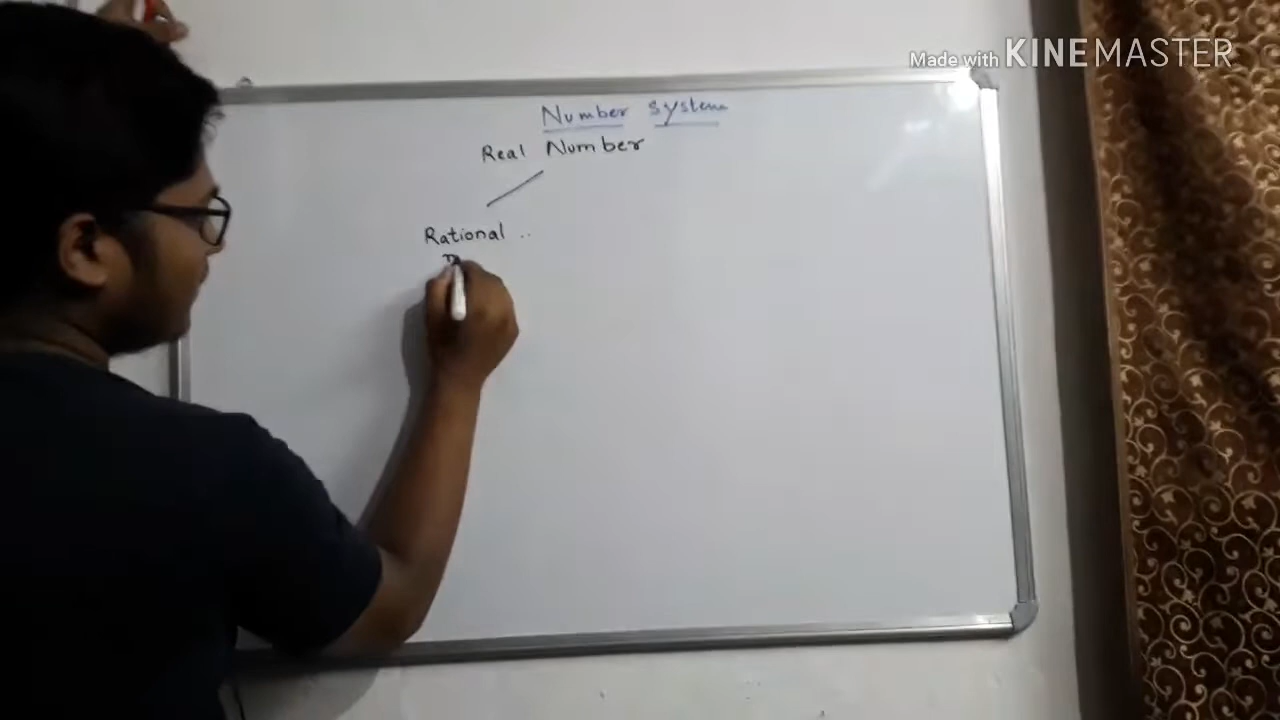 Made with KINEMASTER
Number system
Real Number
Rational ..